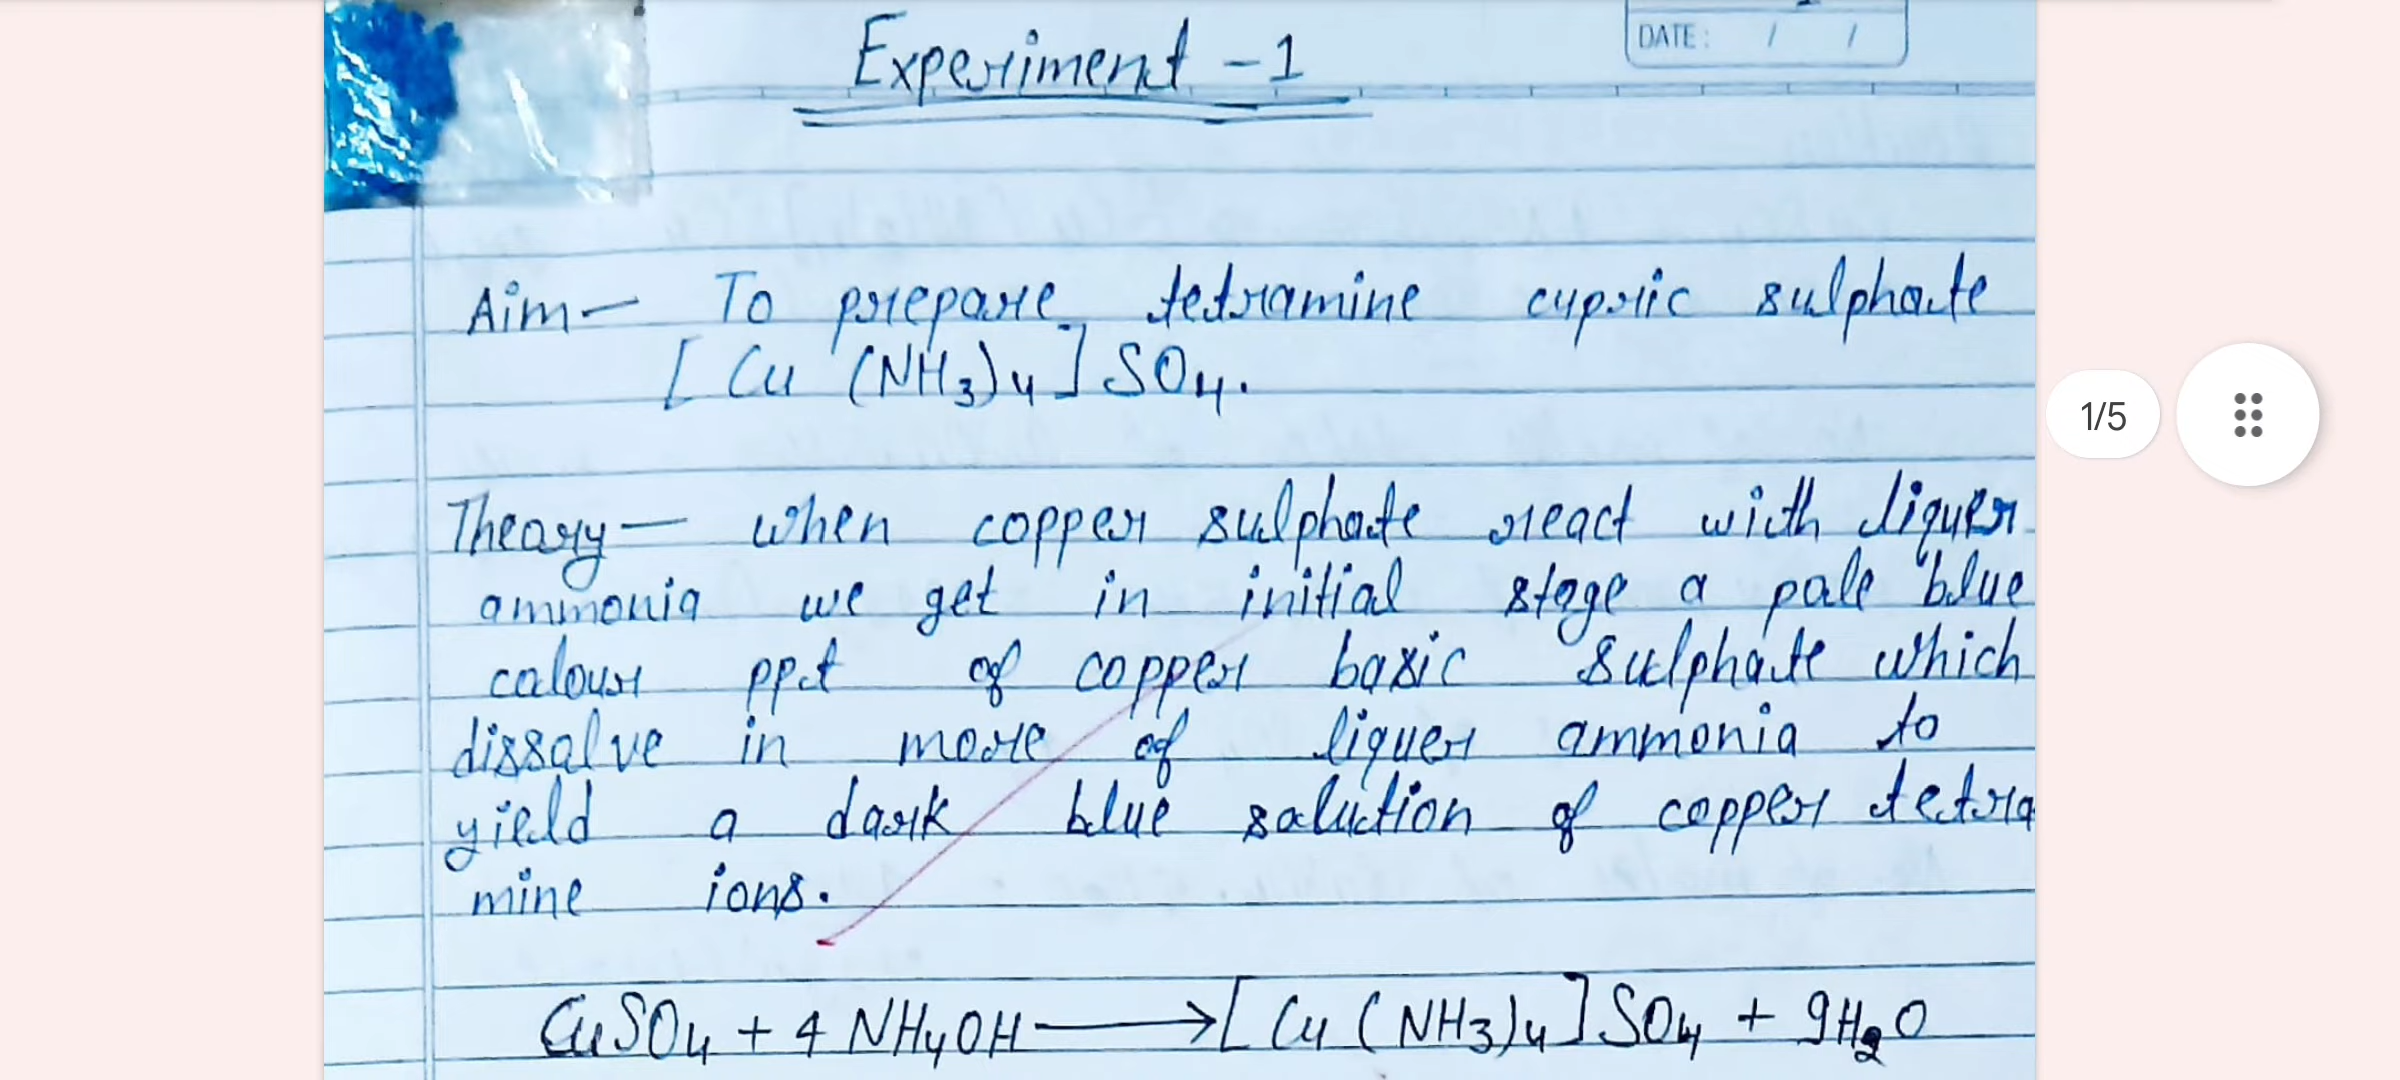 DATE: / /
Experiment - 1
Aim - To prepare tetramine cupric sulphate
[Cu (NH3)4] SO4.
Theory - when copper sulphate react with liquer
ammonia we get in initial stage a pale blue
colour ppt of copper basic sulphate which
dissolve in more of liquer ammonia to
yield a dark blue solution of copper tetra
mine ions.
CuSO4 + 4 NH4OH → [Cu (NH3)4] SO4 + 9H2O
1/5